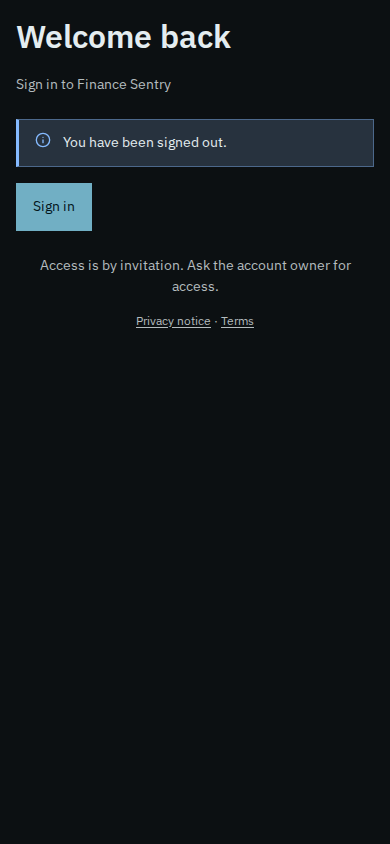 Welcome back
Sign in to Finance Sentry
You have been signed out.
Sign in
Access is by invitation. Ask the account owner for
access.
Privacy notice · Terms